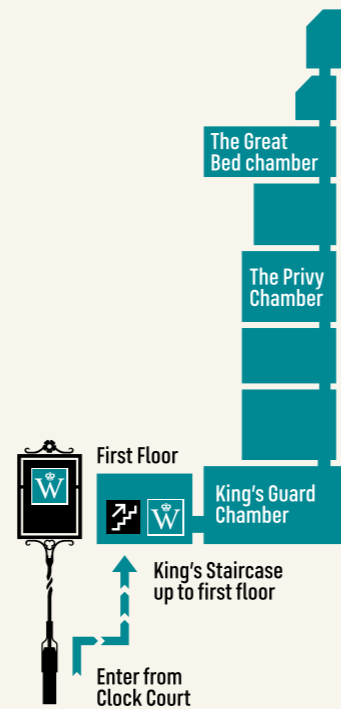 The Great
Bed chamber
The Privy
Chamber
First Floor
W
W
King's Guard
Chamber
King's Staircase
up to first floor
Enter from
Clock Court